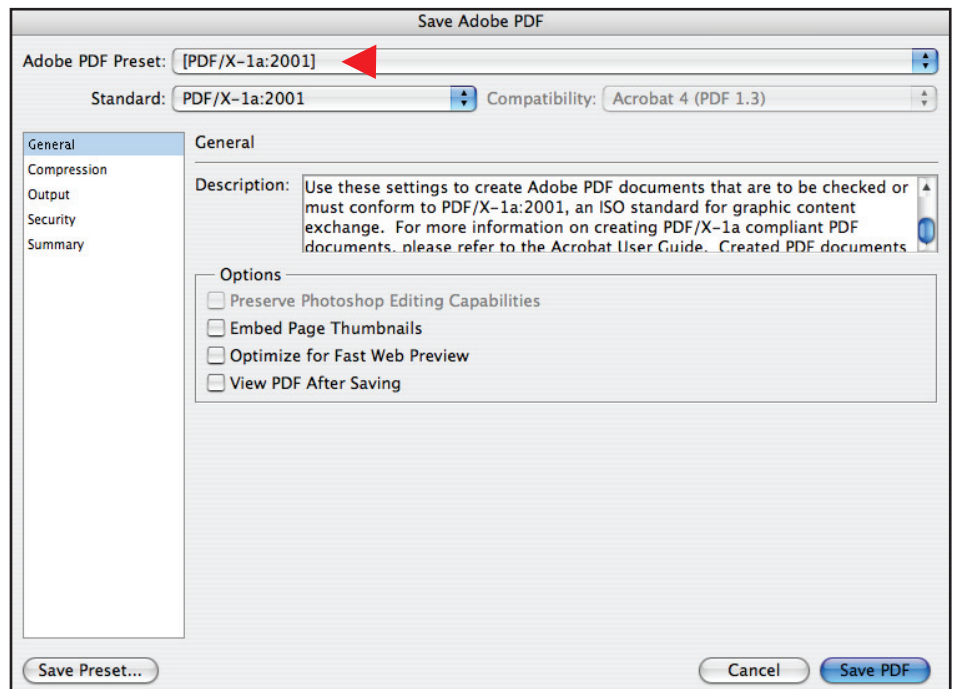 Save Adobe PDF
Adobe PDF Preset: [PDF/X-1a:2001]
Standard: PDF/X-1a:2001 Compatibility: Acrobat 4 (PDF 1.3)
General
Compression
Output
Security
Summary
General
Description: Use these settings to create Adobe PDF documents that are to be checked or
must conform to PDF/X-1a:2001, an ISO standard for graphic content
exchange.  For more information on creating PDF/X-1a compliant PDF
documents, please refer to the Acrobat User Guide.  Created PDF documents
Options
Preserve Photoshop Editing Capabilities
Embed Page Thumbnails
Optimize for Fast Web Preview
View PDF After Saving
Save Preset... Cancel Save PDF